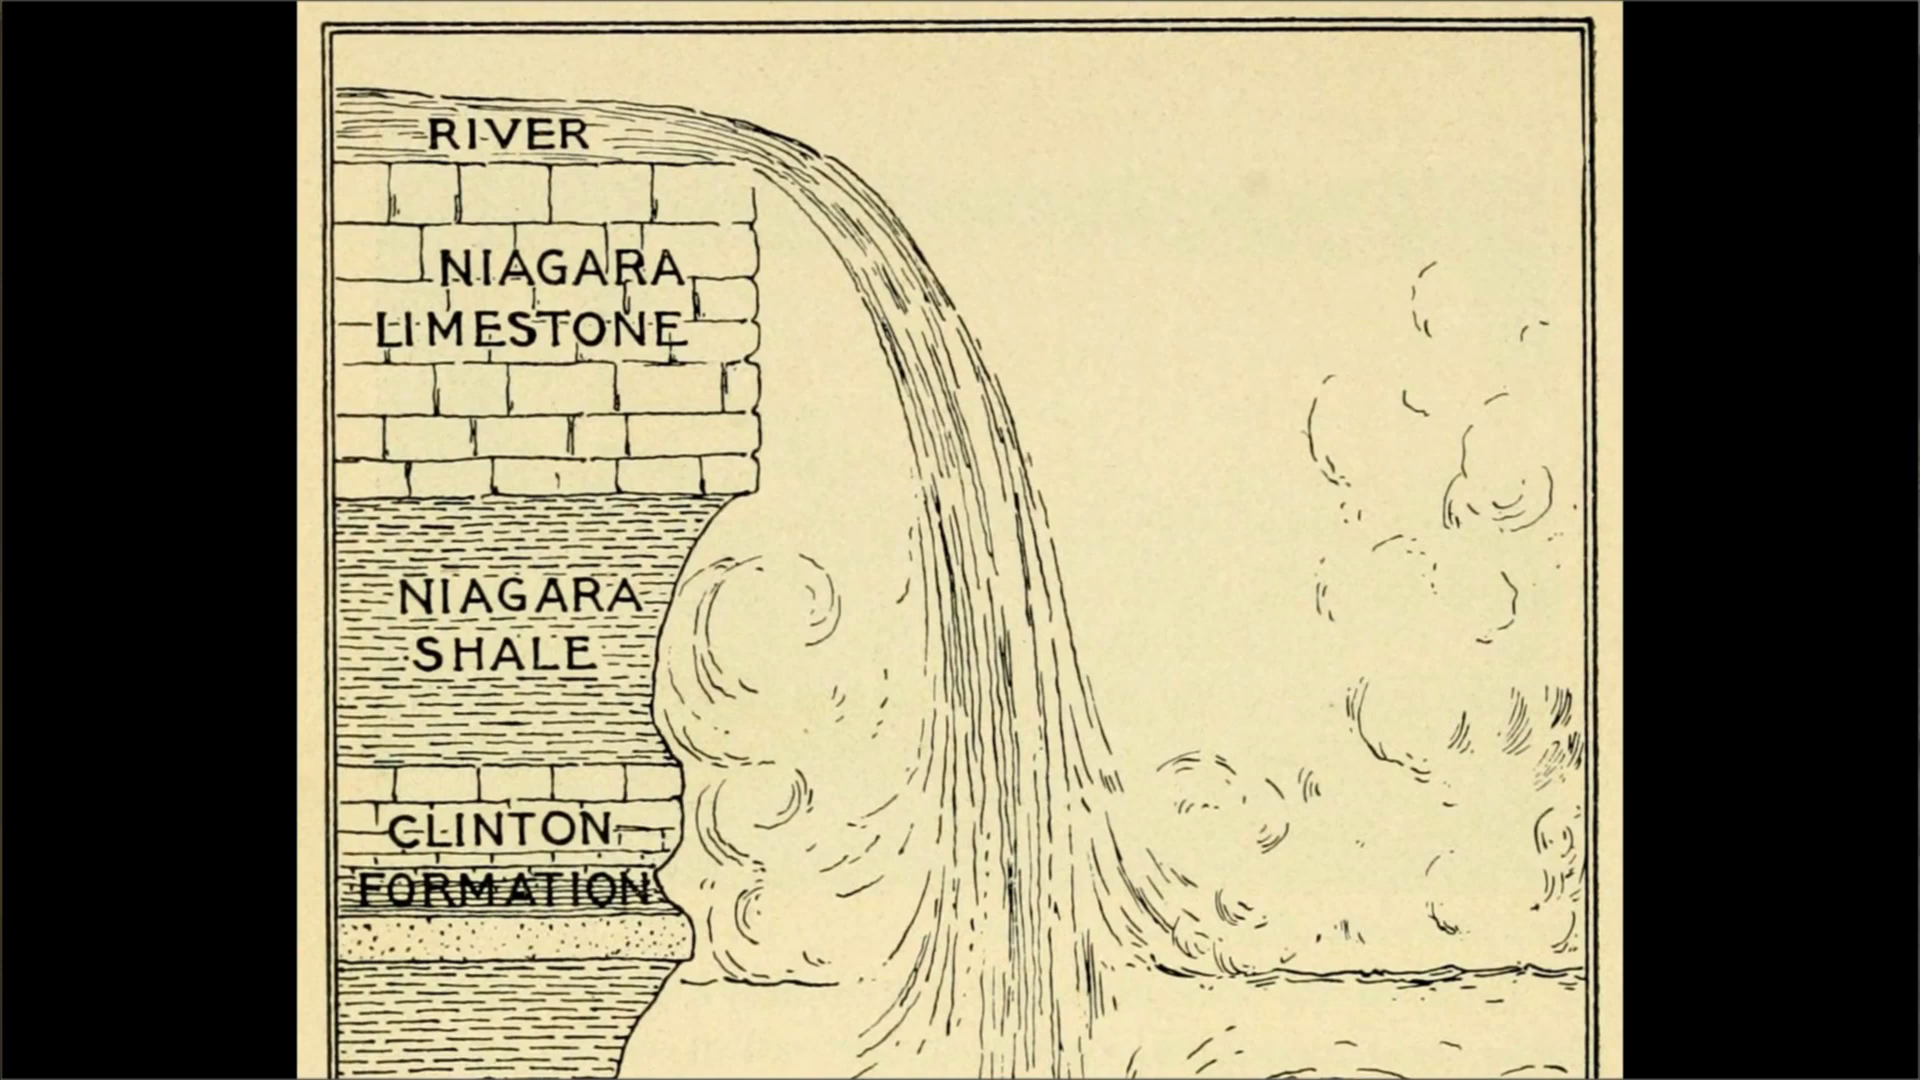 RIVER
NIAGARA
LIMESTONE
NIAGARA
SHALE
CLINTON
FORMATION